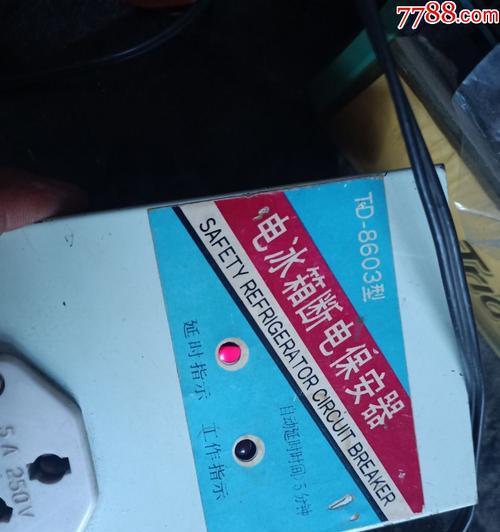 7788.com
TD-8603型
电冰箱断电保安器
SAFETY REFRIGERATOR CIRCUIT BREAKER
延时指示
自动延时时间:5分钟
工作指示
5A 250V